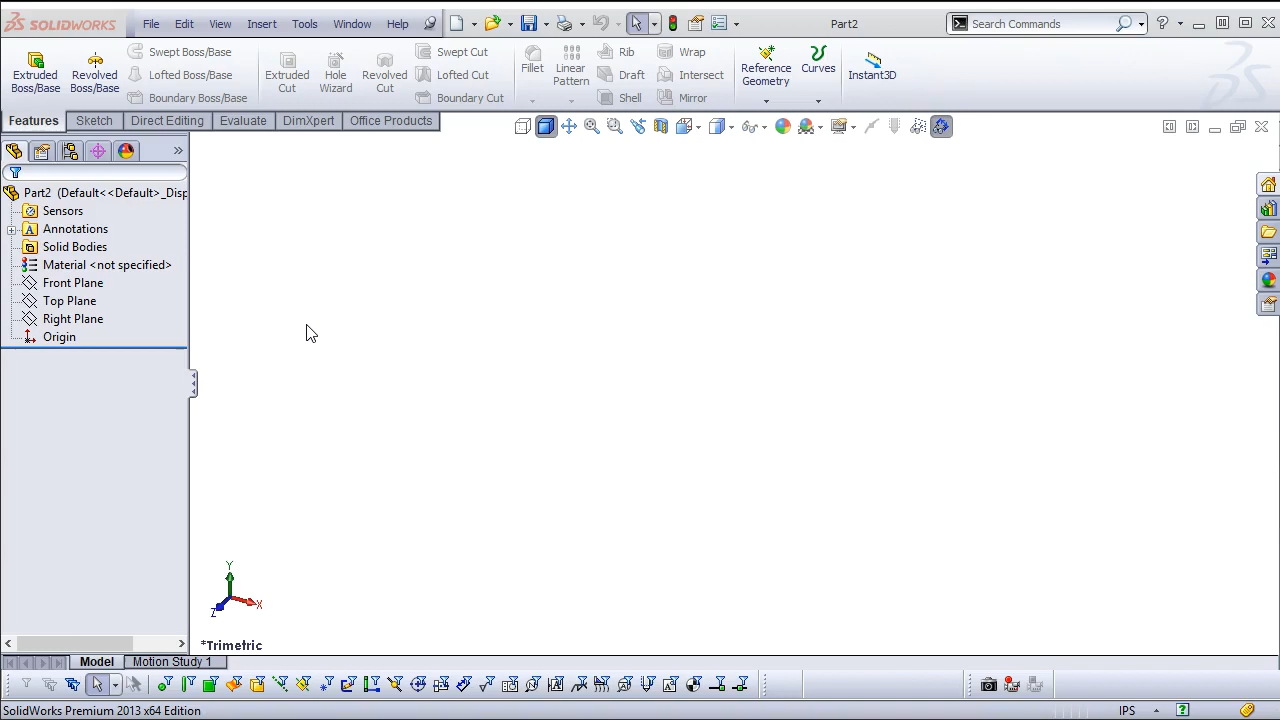 SOLIDWORKS File Edit View Insert Tools Window Help Part2 Search Commands
Extruded Boss/Base
Revolved Boss/Base
Swept Boss/Base
Lofted Boss/Base
Boundary Boss/Base
Extruded Cut
Hole Wizard
Revolved Cut
Swept Cut
Lofted Cut
Boundary Cut
Fillet
Linear Pattern
Rib
Draft
Shell
Wrap
Intersect
Mirror
Reference Geometry
Curves
Instant3D
Features Sketch Direct Editing Evaluate DimXpert Office Products
Part2 (Default<<Default>_Disp
Sensors
Annotations
Solid Bodies
Material <not specified>
Front Plane
Top Plane
Right Plane
Origin
Y
X
Z
*Trimetric
Model Motion Study 1
SolidWorks Premium 2013 x64 Edition IPS